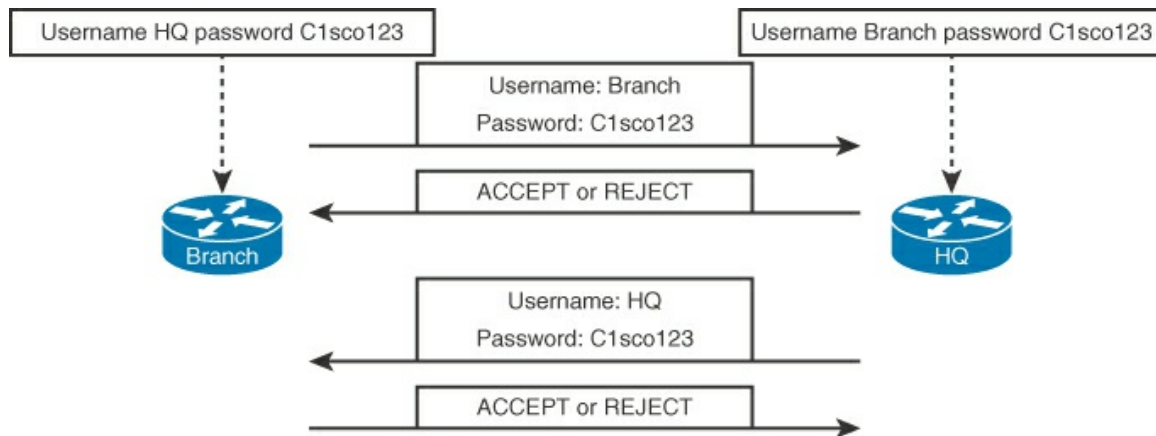 Username HQ password C1sco123
Username Branch password C1sco123
Username: Branch
Password: C1sco123
ACCEPT or REJECT
Branch
HQ
Username: HQ
Password: C1sco123
ACCEPT or REJECT